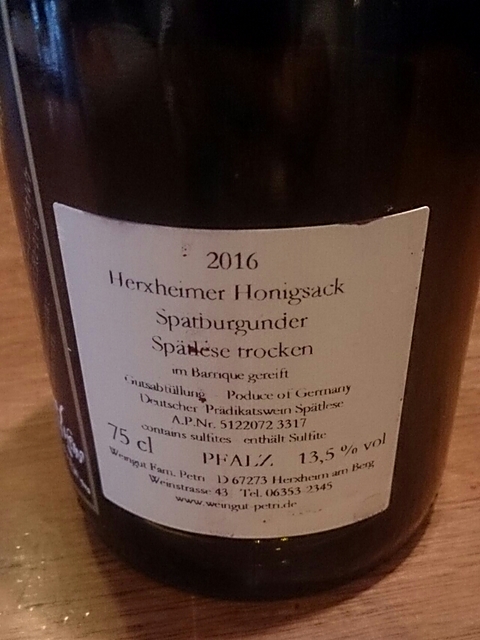 2016
Herxheimer Honigsack
Spatburgunder
Spätlese trocken
im Barrique gereift
Gutsabfüllung Poduce of Germany
Deutscher Prädikatswein Spätlese
A.P.Nr. 5122072 3317
contains sulfites enthält Sulfite
75 cl PFALZ 13,5 % vol
Weingut Fam. Petri D 67273 Herxheim am Berg
Weinstrasse 43 Tel. 06353 2345
www.weingut-petri.de